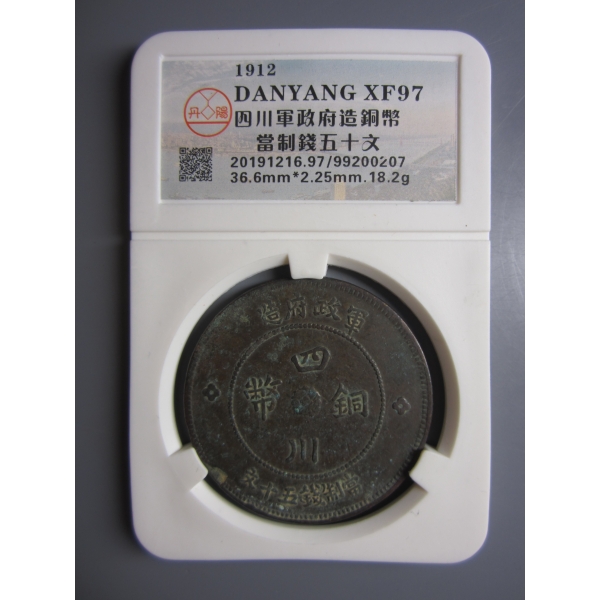 1912
DANYANG XF97
丹陽
四川軍政府造銅幣
當制錢五十文
20191216.97/99200207
36.6mm*2.25mm.18.2g
軍政府造
四川
銅幣
當制錢五十文